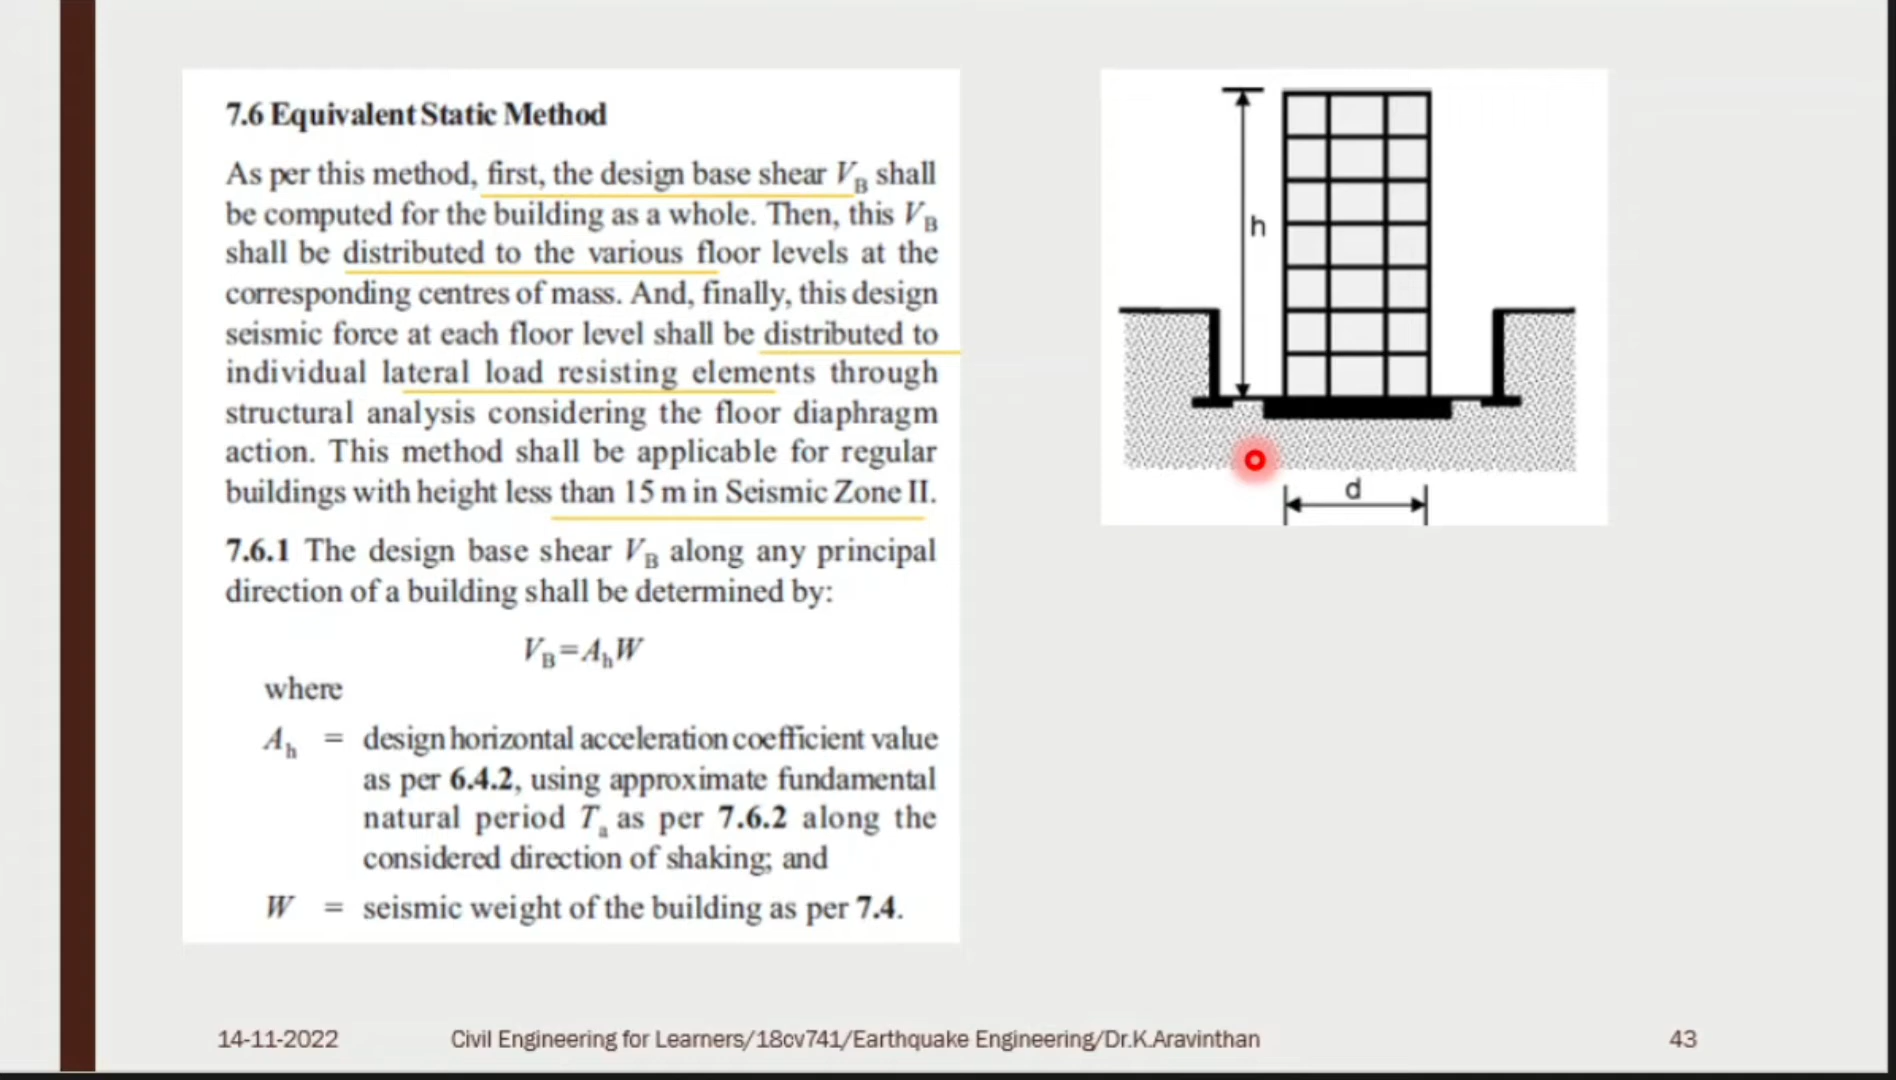 7.6 Equivalent Static Method
As per this method, first, the design base shear VB shall
be computed for the building as a whole. Then, this VB
shall be distributed to the various floor levels at the
corresponding centres of mass. And, finally, this design
seismic force at each floor level shall be distributed to
individual lateral load resisting elements through
structural analysis considering the floor diaphragm
action. This method shall be applicable for regular
buildings with height less than 15 m in Seismic Zone II.
7.6.1 The design base shear VB along any principal
direction of a building shall be determined by:
VB = AhW
where
Ah = design horizontal acceleration coefficient value
as per 6.4.2, using approximate fundamental
natural period Ta as per 7.6.2 along the
considered direction of shaking; and
W = seismic weight of the building as per 7.4.
h
d
14-11-2022
Civil Engineering for Learners/18cv741/Earthquake Engineering/Dr.K.Aravinthan
43